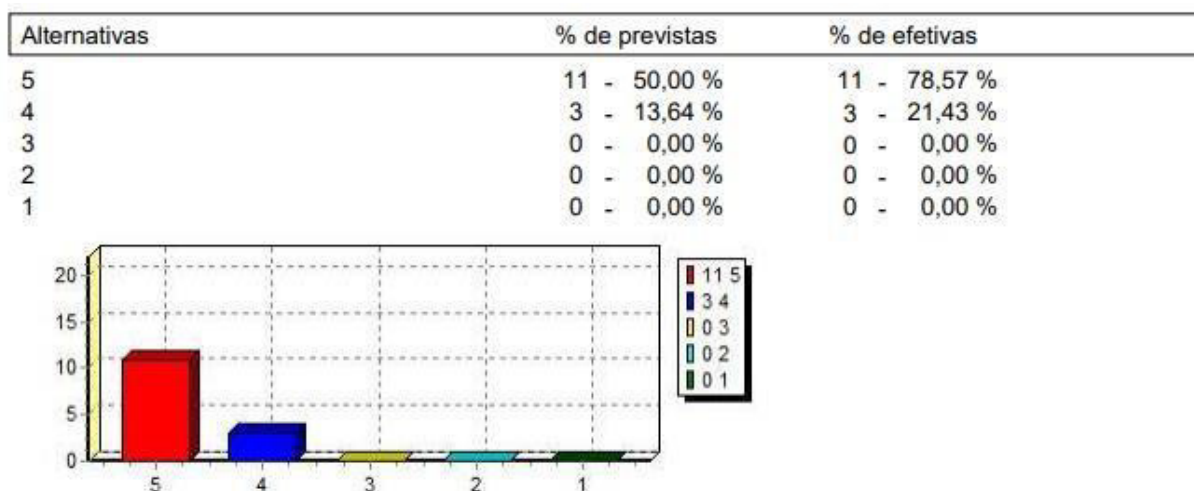 Alternativas % de previstas % de efetivas
5 11 - 50,00 % 11 - 78,57 %
4 3 - 13,64 % 3 - 21,43 %
3 0 - 0,00 % 0 - 0,00 %
2 0 - 0,00 % 0 - 0,00 %
1 0 - 0,00 % 0 - 0,00 %
20
15
10
5
0
5 4 3 2 1
11 5
3 4
0 3
0 2
0 1